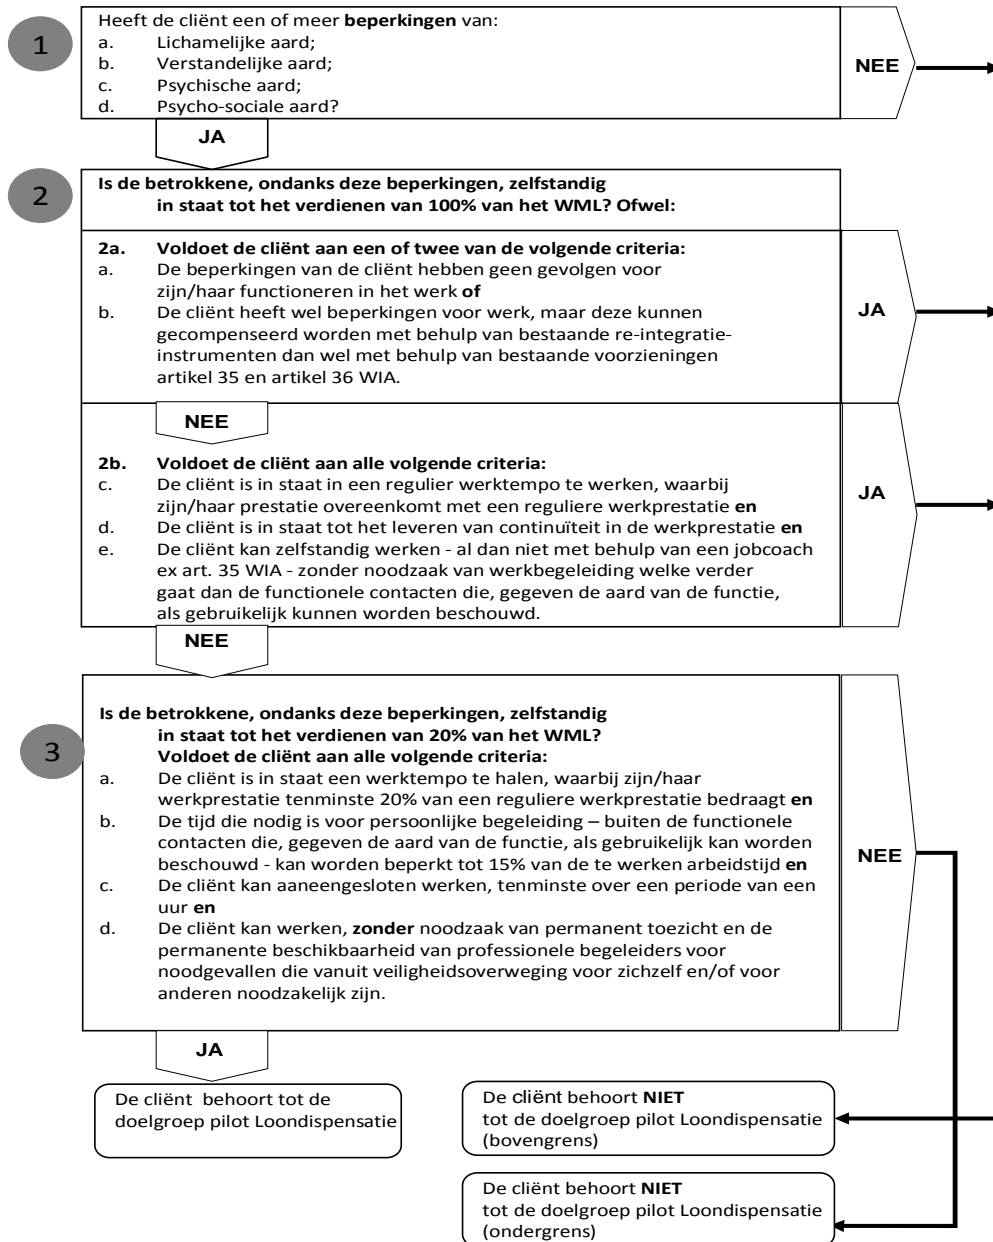 1
Heeft de cliënt een of meer beperkingen van:
a. Lichamelijke aard;
b. Verstandelijke aard;
c. Psychische aard;
d. Psycho-sociale aard?
NEE
JA
2
Is de betrokkene, ondanks deze beperkingen, zelfstandig
in staat tot het verdienen van 100% van het WML? Ofwel:
2a. Voldoet de cliënt aan een of twee van de volgende criteria:
a. De beperkingen van de cliënt hebben geen gevolgen voor
zijn/haar functioneren in het werk of
b. De cliënt heeft wel beperkingen voor werk, maar deze kunnen
gecompenseerd worden met behulp van bestaande re-integratie-
instrumenten dan wel met behulp van bestaande voorzieningen
artikel 35 en artikel 36 WIA.
JA
NEE
2b. Voldoet de cliënt aan alle volgende criteria:
c. De cliënt is in staat in een regulier werktempo te werken, waarbij
zijn/haar prestatie overeenkomt met een reguliere werkprestatie en
d. De cliënt is in staat tot het leveren van continuïteit in de werkprestatie en
e. De cliënt kan zelfstandig werken - al dan niet met behulp van een jobcoach
ex art. 35 WIA - zonder noodzaak van werkbegeleiding welke verder
gaat dan de functionele contacten die, gegeven de aard van de functie,
als gebruikelijk kunnen worden beschouwd.
JA
NEE
3
Is de betrokkene, ondanks deze beperkingen, zelfstandig
in staat tot het verdienen van 20% van het WML?
Voldoet de cliënt aan alle volgende criteria:
a. De cliënt is in staat een werktempo te halen, waarbij zijn/haar
werkprestatie tenminste 20% van een reguliere werkprestatie bedraagt en
b. De tijd die nodig is voor persoonlijke begeleiding – buiten de functionele
contacten die, gegeven de aard van de functie, als gebruikelijk kan worden
beschouwd - kan worden beperkt tot 15% van de te werken arbeidstijd en
c. De cliënt kan aaneengesloten werken, tenminste over een periode van een
uur en
d. De cliënt kan werken, zonder noodzaak van permanent toezicht en de
permanente beschikbaarheid van professionele begeleiders voor
noodgevallen die vanuit veiligheidsoverweging voor zichzelf en/of voor
anderen noodzakelijk zijn.
NEE
JA
De cliënt behoort tot de
doelgroep pilot Loondispensatie
De cliënt behoort NIET
tot de doelgroep pilot Loondispensatie
(bovengrens)
De cliënt behoort NIET
tot de doelgroep pilot Loondispensatie
(ondergrens)